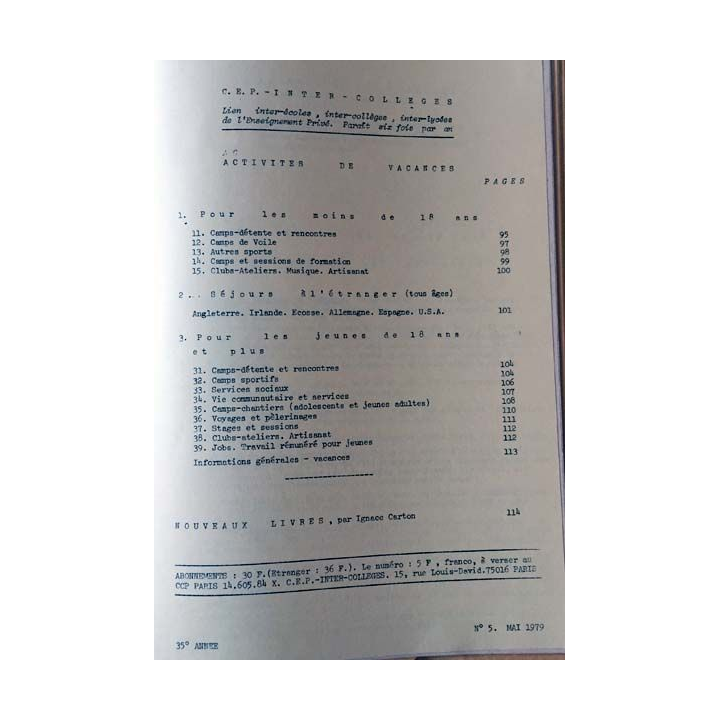 C.E.P.-INTER-COLLEGES
Lien inter-écoles, inter-collèges, inter-lycées
de l'Enseignement Privé. Paraît six fois par an
AC
ACTIVITES DE VACANCES
PAGES
1. Pour les moins de 18 ans
11. Camps-détente et rencontres 95
12. Camps de Voile 97
13. Autres sports 98
14. Camps et sessions de formation 99
15. Clubs-Ateliers. Musique. Artisanat 100
2.. Séjours à l'étranger (tous âges)
Angleterre. Irlande. Ecosse. Allemagne. Espagne. U.S.A. 101
3. Pour les jeunes de 18 ans
et plus
31. Camps-détente et rencontres 104
32. Camps sportifs 104
33. Services sociaux 106
34. Vie communautaire et services 107
35. Camps-chantiers (adolescents et jeunes adultes) 108
36. Voyages et pèlerinages 110
37. Stages et sessions 111
38. Clubs-ateliers. Artisanat 112
39. Jobs. Travail rémunéré pour jeunes 112
Informations générales - vacances 113
NOUVEAUX LIVRES, par Ignace Carton 114
ABONNEMENTS : 30 F.(Etranger : 36 F.). Le numéro : 5 F, franco, à verser au
CCP PARIS 14.605.84 X. C.E.P.-INTER-COLLEGES. 15, rue Louis-David.75016 PARIS
N° 5. MAI 1979
35° ANNEE